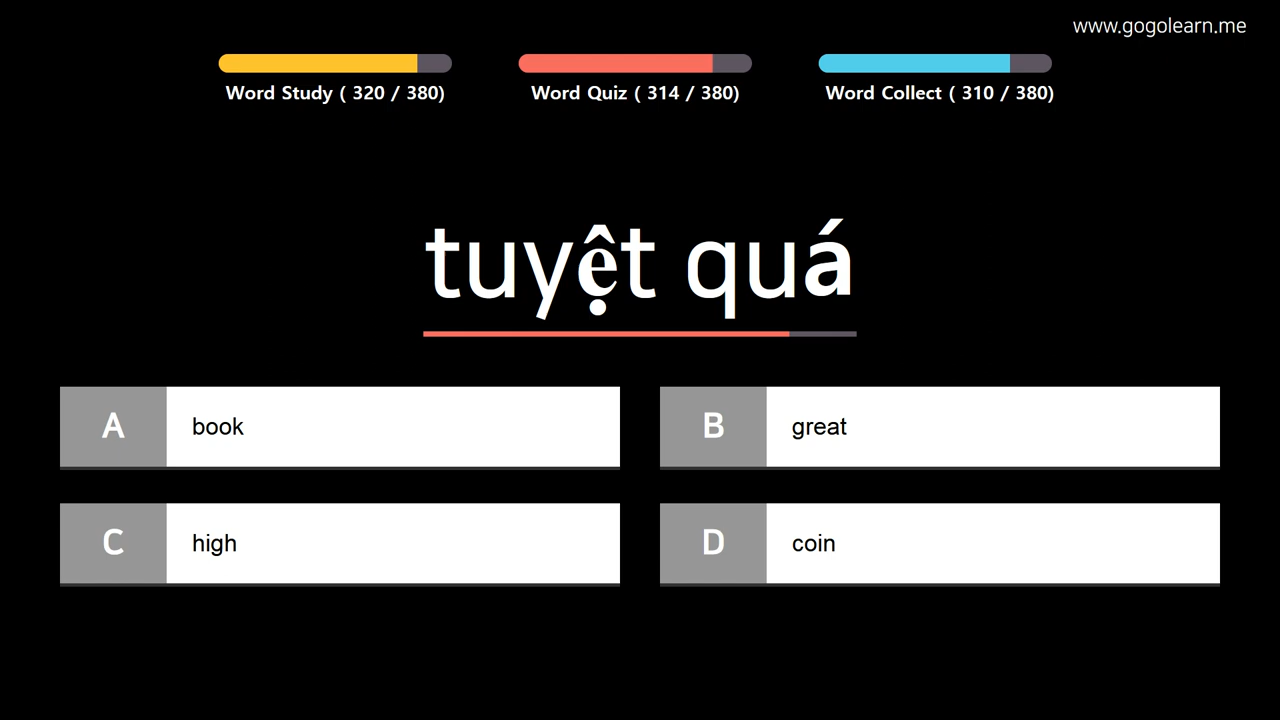 www.gogolearn.me
Word Study ( 320 / 380)
Word Quiz ( 314 / 380)
Word Collect ( 310 / 380)
tuyệt quá
A book
B great
C high
D coin